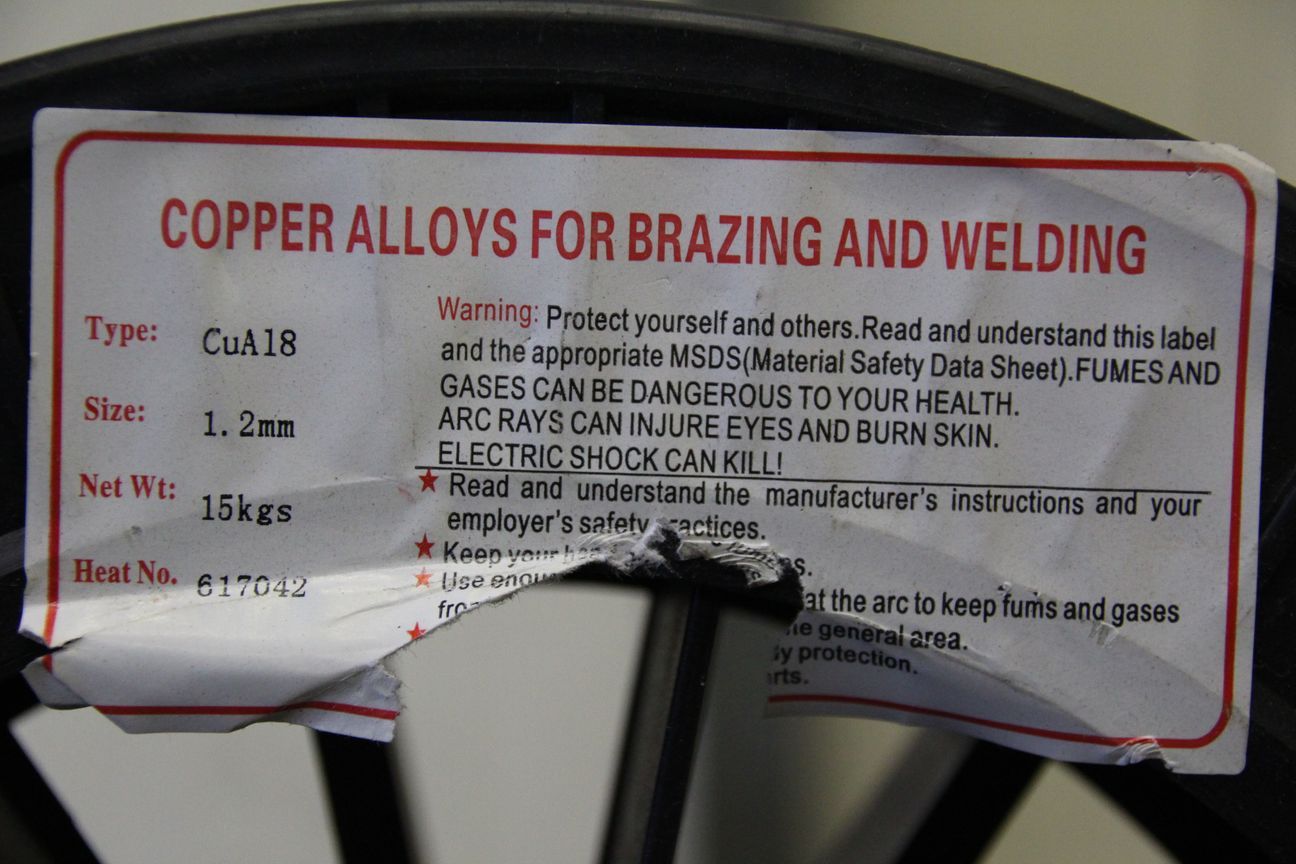 COPPER ALLOYS FOR BRAZING AND WELDING
Type: CuAl8
Size: 1.2mm
Net Wt: 15kgs
Heat No. 617042
Warning: Protect yourself and others.Read and understand this label
and the appropriate MSDS(Material Safety Data Sheet).FUMES AND
GASES CAN BE DANGEROUS TO YOUR HEALTH.
ARC RAYS CAN INJURE EYES AND BURN SKIN.
ELECTRIC SHOCK CAN KILL!
★ Read and understand the manufacturer's instructions and your
employer's safety practices.
★ Keep your
★ Use
at the arc to keep fums and gases
general area.
protection.
★